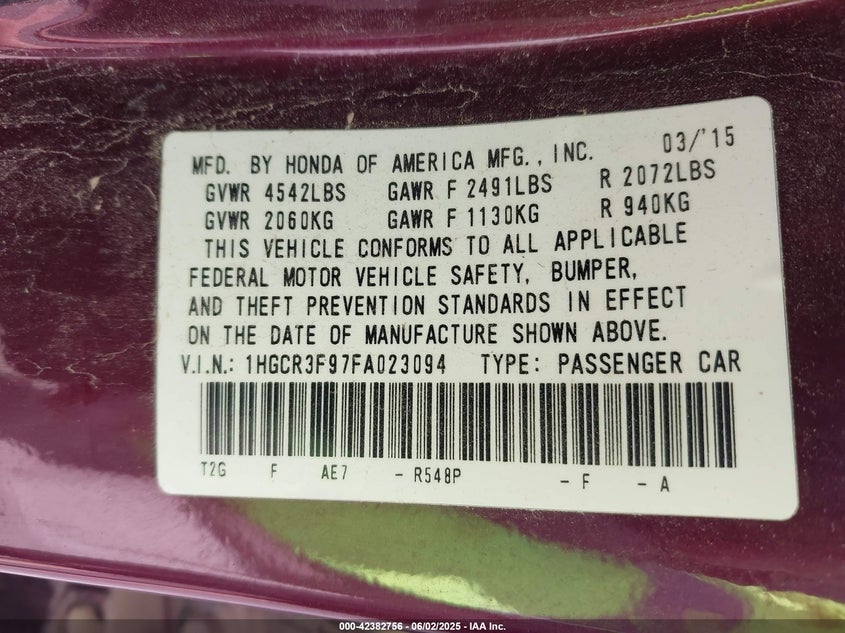 MFD. BY HONDA OF AMERICA MFG., INC. 03/'15
GVWR 4542LBS GAWR F 2491LBS R 2072LBS
GVWR 2060KG GAWR F 1130KG R 940KG
THIS VEHICLE CONFORMS TO ALL APPLICABLE
FEDERAL MOTOR VEHICLE SAFETY, BUMPER,
AND THEFT PREVENTION STANDARDS IN EFFECT
ON THE DATE OF MANUFACTURE SHOWN ABOVE.
V.I.N.: 1HGCR3F97FA023094 TYPE: PASSENGER CAR
T2G F AE7 - R548P - F - A
000-42382756 - 06/02/2025 - IAA Inc.